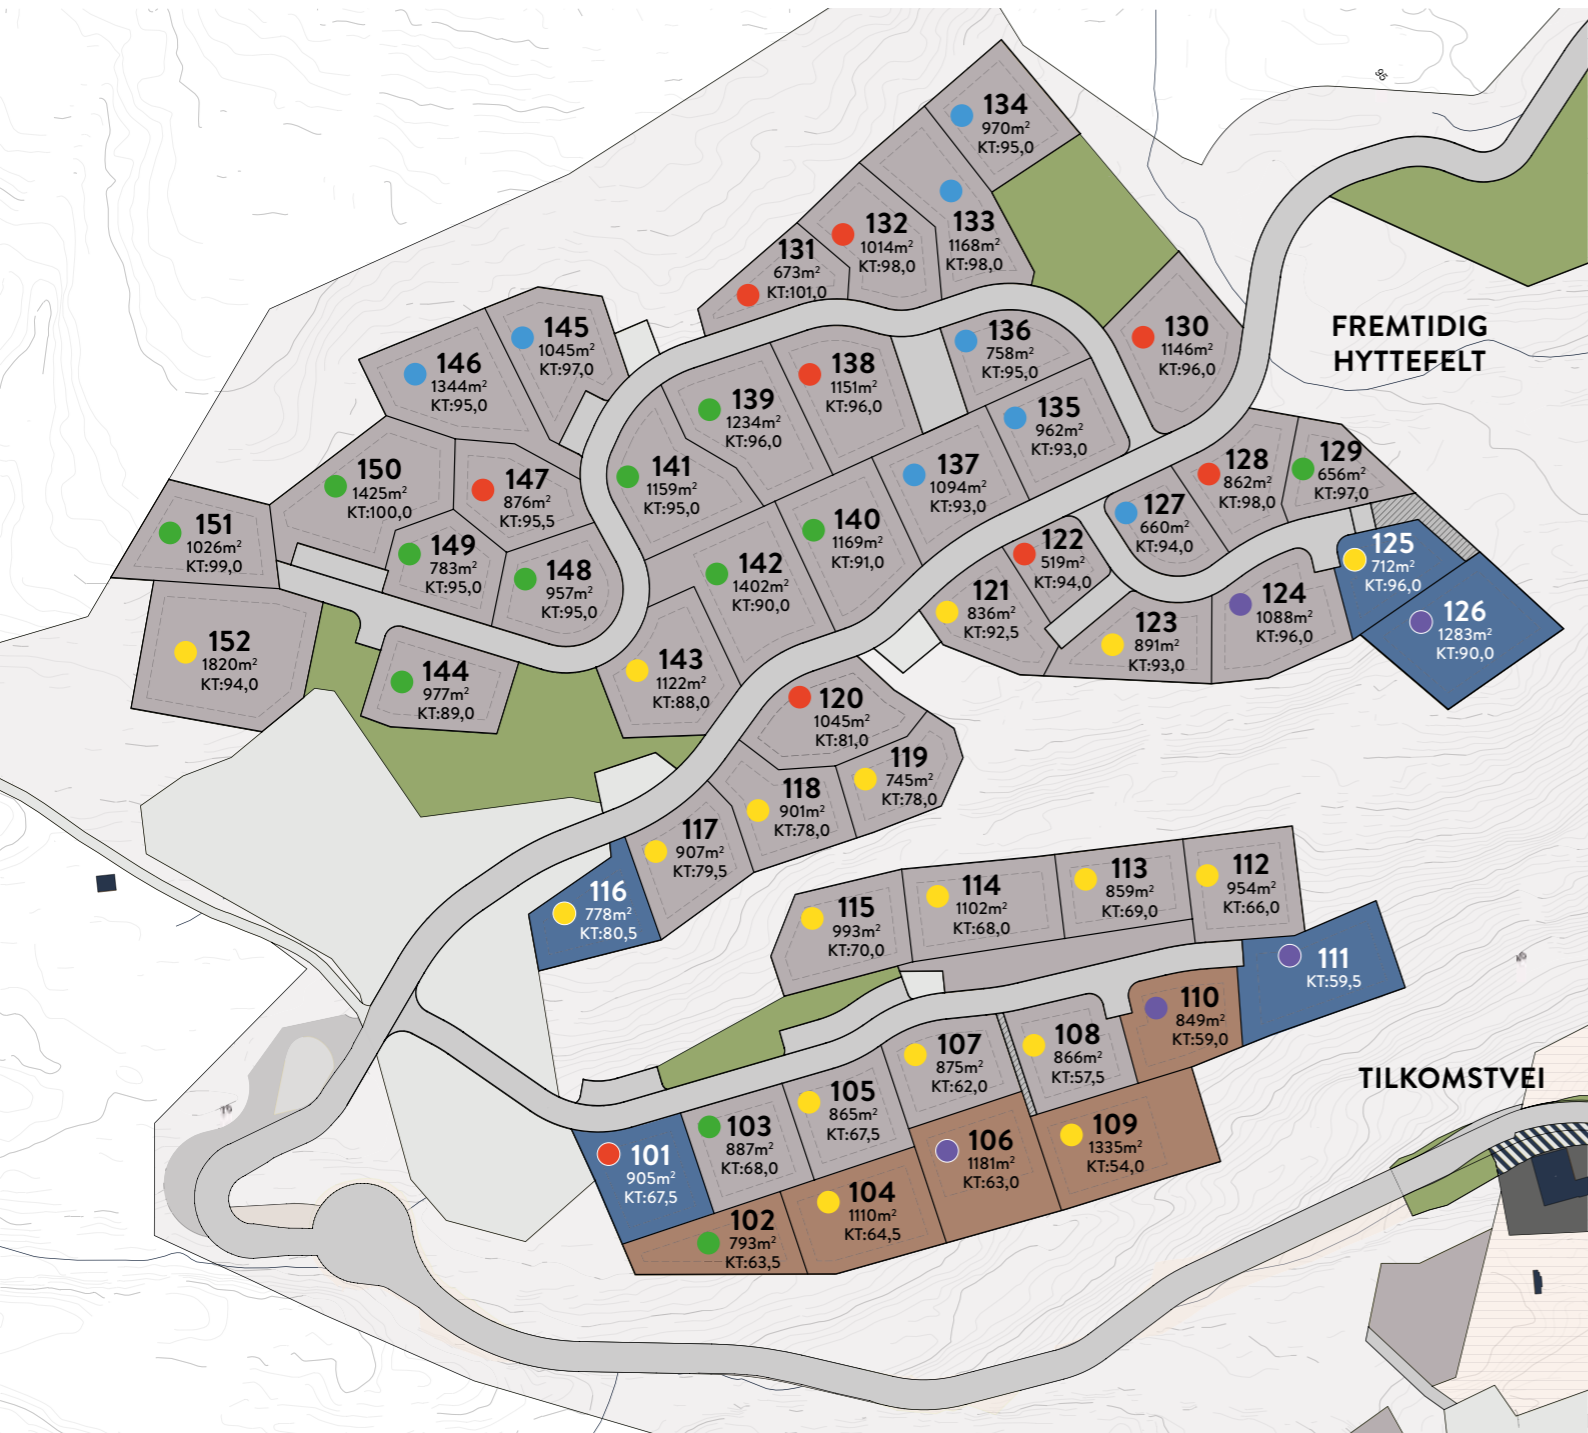 95
134
970m²
KT:95,0
133
1168m²
KT:98,0
132
1014m²
KT:98,0
131
673m²
KT:101,0
130
1146m²
KT:96,0
FREMTIDIG
HYTTEFELT
145
1045m²
KT:97,0
146
1344m²
KT:95,0
136
758m²
KT:95,0
138
1151m²
KT:96,0
139
1234m²
KT:96,0
135
962m²
KT:93,0
137
1094m²
KT:93,0
141
1159m²
KT:95,0
150
1425m²
KT:100,0
147
876m²
KT:95,5
128
862m²
KT:98,0
129
656m²
KT:97,0
127
660m²
KT:94,0
151
1026m²
KT:99,0
149
783m²
KT:95,0
148
957m²
KT:95,0
140
1169m²
KT:91,0
142
1402m²
KT:90,0
122
519m²
KT:94,0
121
836m²
KT:92,5
125
712m²
KT:96,0
124
1088m²
KT:96,0
126
1283m²
KT:90,0
123
891m²
KT:93,0
152
1820m²
KT:94,0
144
977m²
KT:89,0
143
1122m²
KT:88,0
120
1045m²
KT:81,0
119
745m²
KT:78,0
118
901m²
KT:78,0
117
907m²
KT:79,5
116
778m²
KT:80,5
115
993m²
KT:70,0
114
1102m²
KT:68,0
113
859m²
KT:69,0
112
954m²
KT:66,0
111
KT:59,5
110
849m²
KT:59,0
108
866m²
KT:57,5
107
875m²
KT:62,0
105
865m²
KT:67,5
103
887m²
KT:68,0
101
905m²
KT:67,5
109
1335m²
KT:54,0
106
1181m²
KT:63,0
104
1110m²
KT:64,5
102
793m²
KT:63,5
TILKOMSTVEI